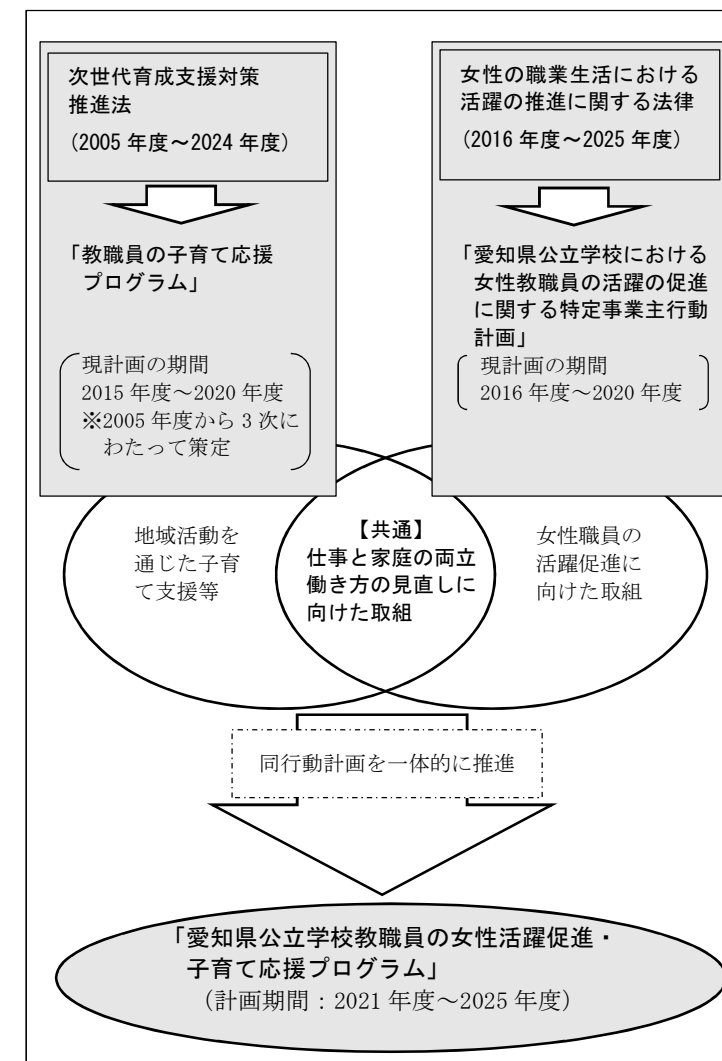 次世代育成支援対策
推進法
(2005 年度～2024 年度)
「教職員の子育て応援
プログラム」
現計画の期間
2015 年度～2020 年度
※2005 年度から 3 次に
わたって策定
女性の職業生活における
活躍の推進に関する法律
(2016 年度～2025 年度)
「愛知県公立学校における
女性教職員の活躍の促進
に関する特定事業主行動
計画」
現計画の期間
2016 年度～2020 年度
地域活動を
通じた子育
て支援等
【共通】
仕事と家庭の両立
働き方の見直しに
向けた取組
女性職員の
活躍促進に
向けた取組
同行動計画を一体的に推進
「愛知県公立学校教職員の女性活躍促進・
子育て応援プログラム」
（計画期間：2021 年度～2025 年度）